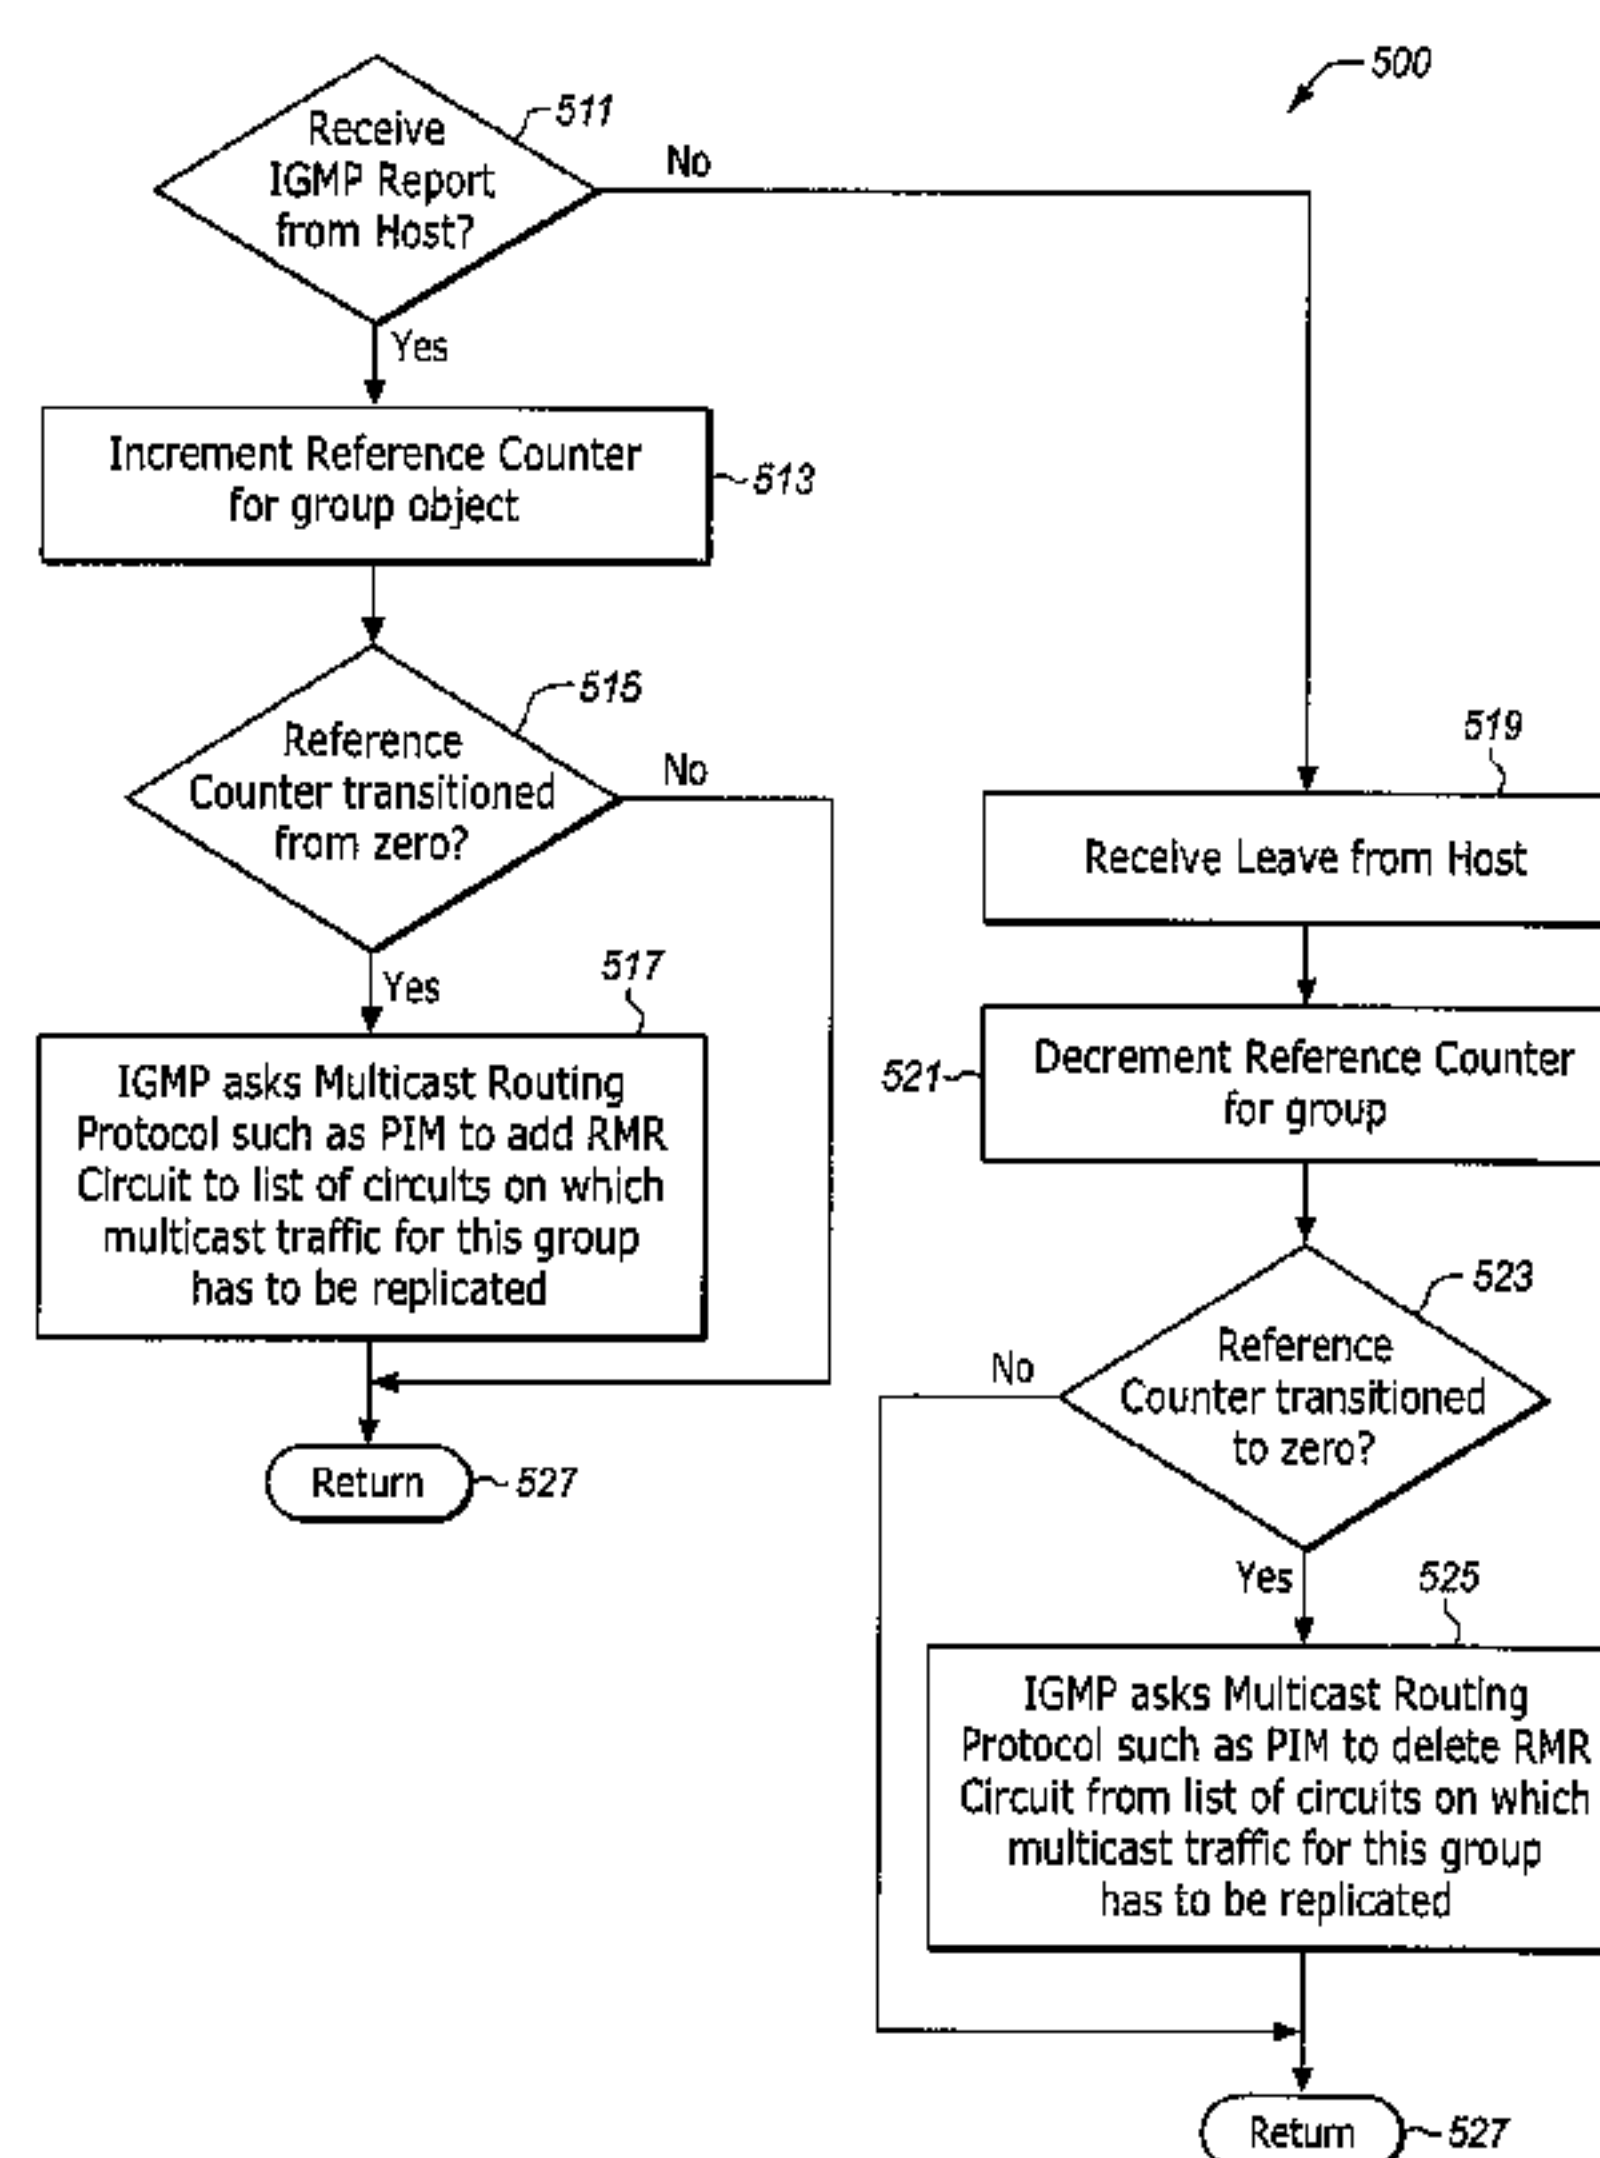 500
511
Receive
IGMP Report
from Host?
No
Yes
Increment Reference Counter
for group object
513
515
Reference
Counter transitioned
from zero?
No
Yes
517
IGMP asks Multicast Routing
Protocol such as PIM to add RMR
Circuit to list of circuits on which
multicast traffic for this group
has to be replicated
Return
527
519
Receive Leave from Host
521
Decrement Reference Counter
for group
523
Reference
Counter transitioned
to zero?
No
Yes
525
IGMP asks Multicast Routing
Protocol such as PIM to delete RMR
Circuit from list of circuits on which
multicast traffic for this group
has to be replicated
Return
527